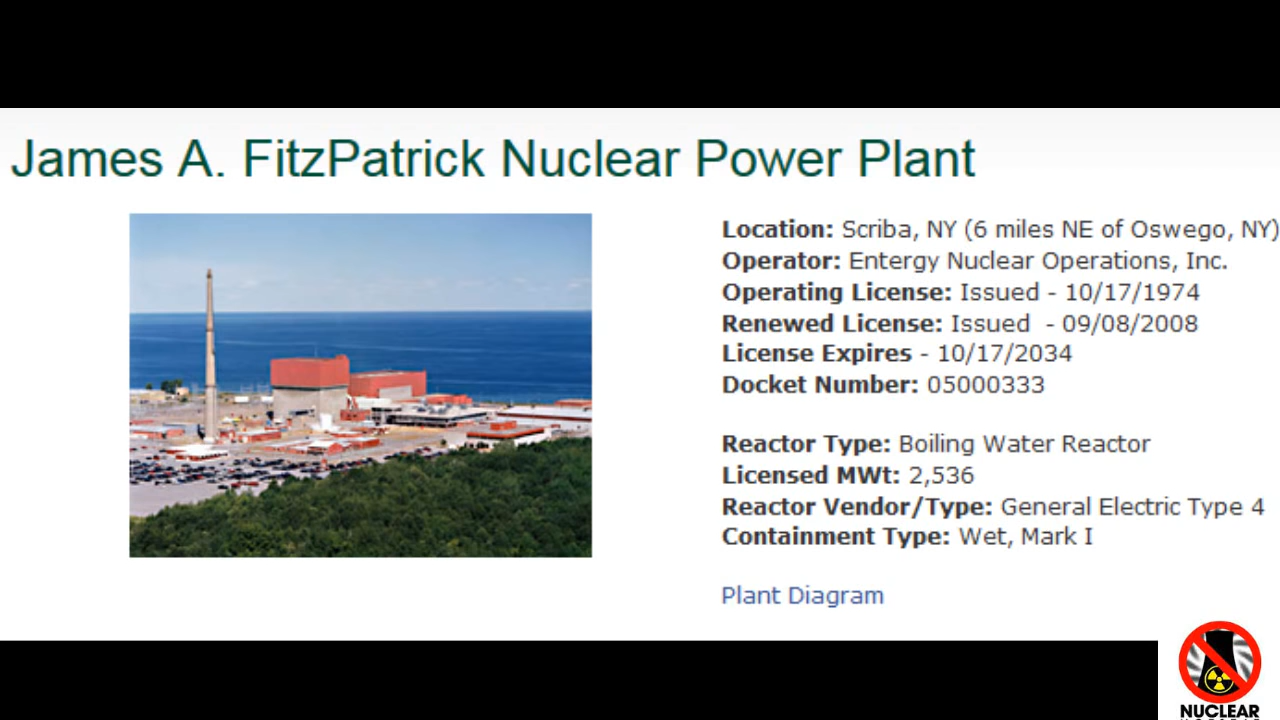 James A. FitzPatrick Nuclear Power Plant
Location: Scriba, NY (6 miles NE of Oswego, NY)
Operator: Entergy Nuclear Operations, Inc.
Operating License: Issued - 10/17/1974
Renewed License: Issued - 09/08/2008
License Expires - 10/17/2034
Docket Number: 05000333
Reactor Type: Boiling Water Reactor
Licensed MWt: 2,536
Reactor Vendor/Type: General Electric Type 4
Containment Type: Wet, Mark I
Plant Diagram
NUCLEAR